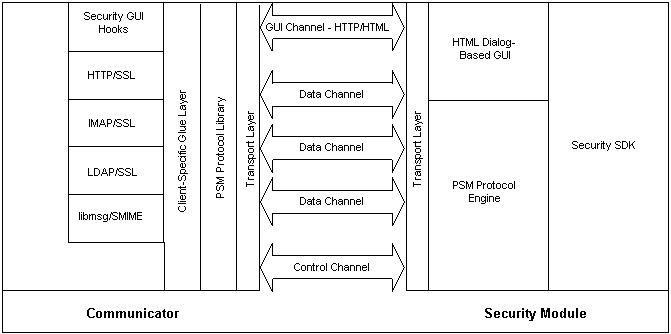 Security GUI
Hooks
HTTP/SSL
IMAP/SSL
LDAP/SSL
libmsg/SMIME
Client-Specific Glue Layer
PSM Protocol Library
Transport Layer
GUI Channel - HTTP/HTML
Data Channel
Data Channel
Data Channel
Control Channel
Transport Layer
HTML Dialog-
Based GUI
PSM Protocol
Engine
Security SDK
Communicator
Security Module